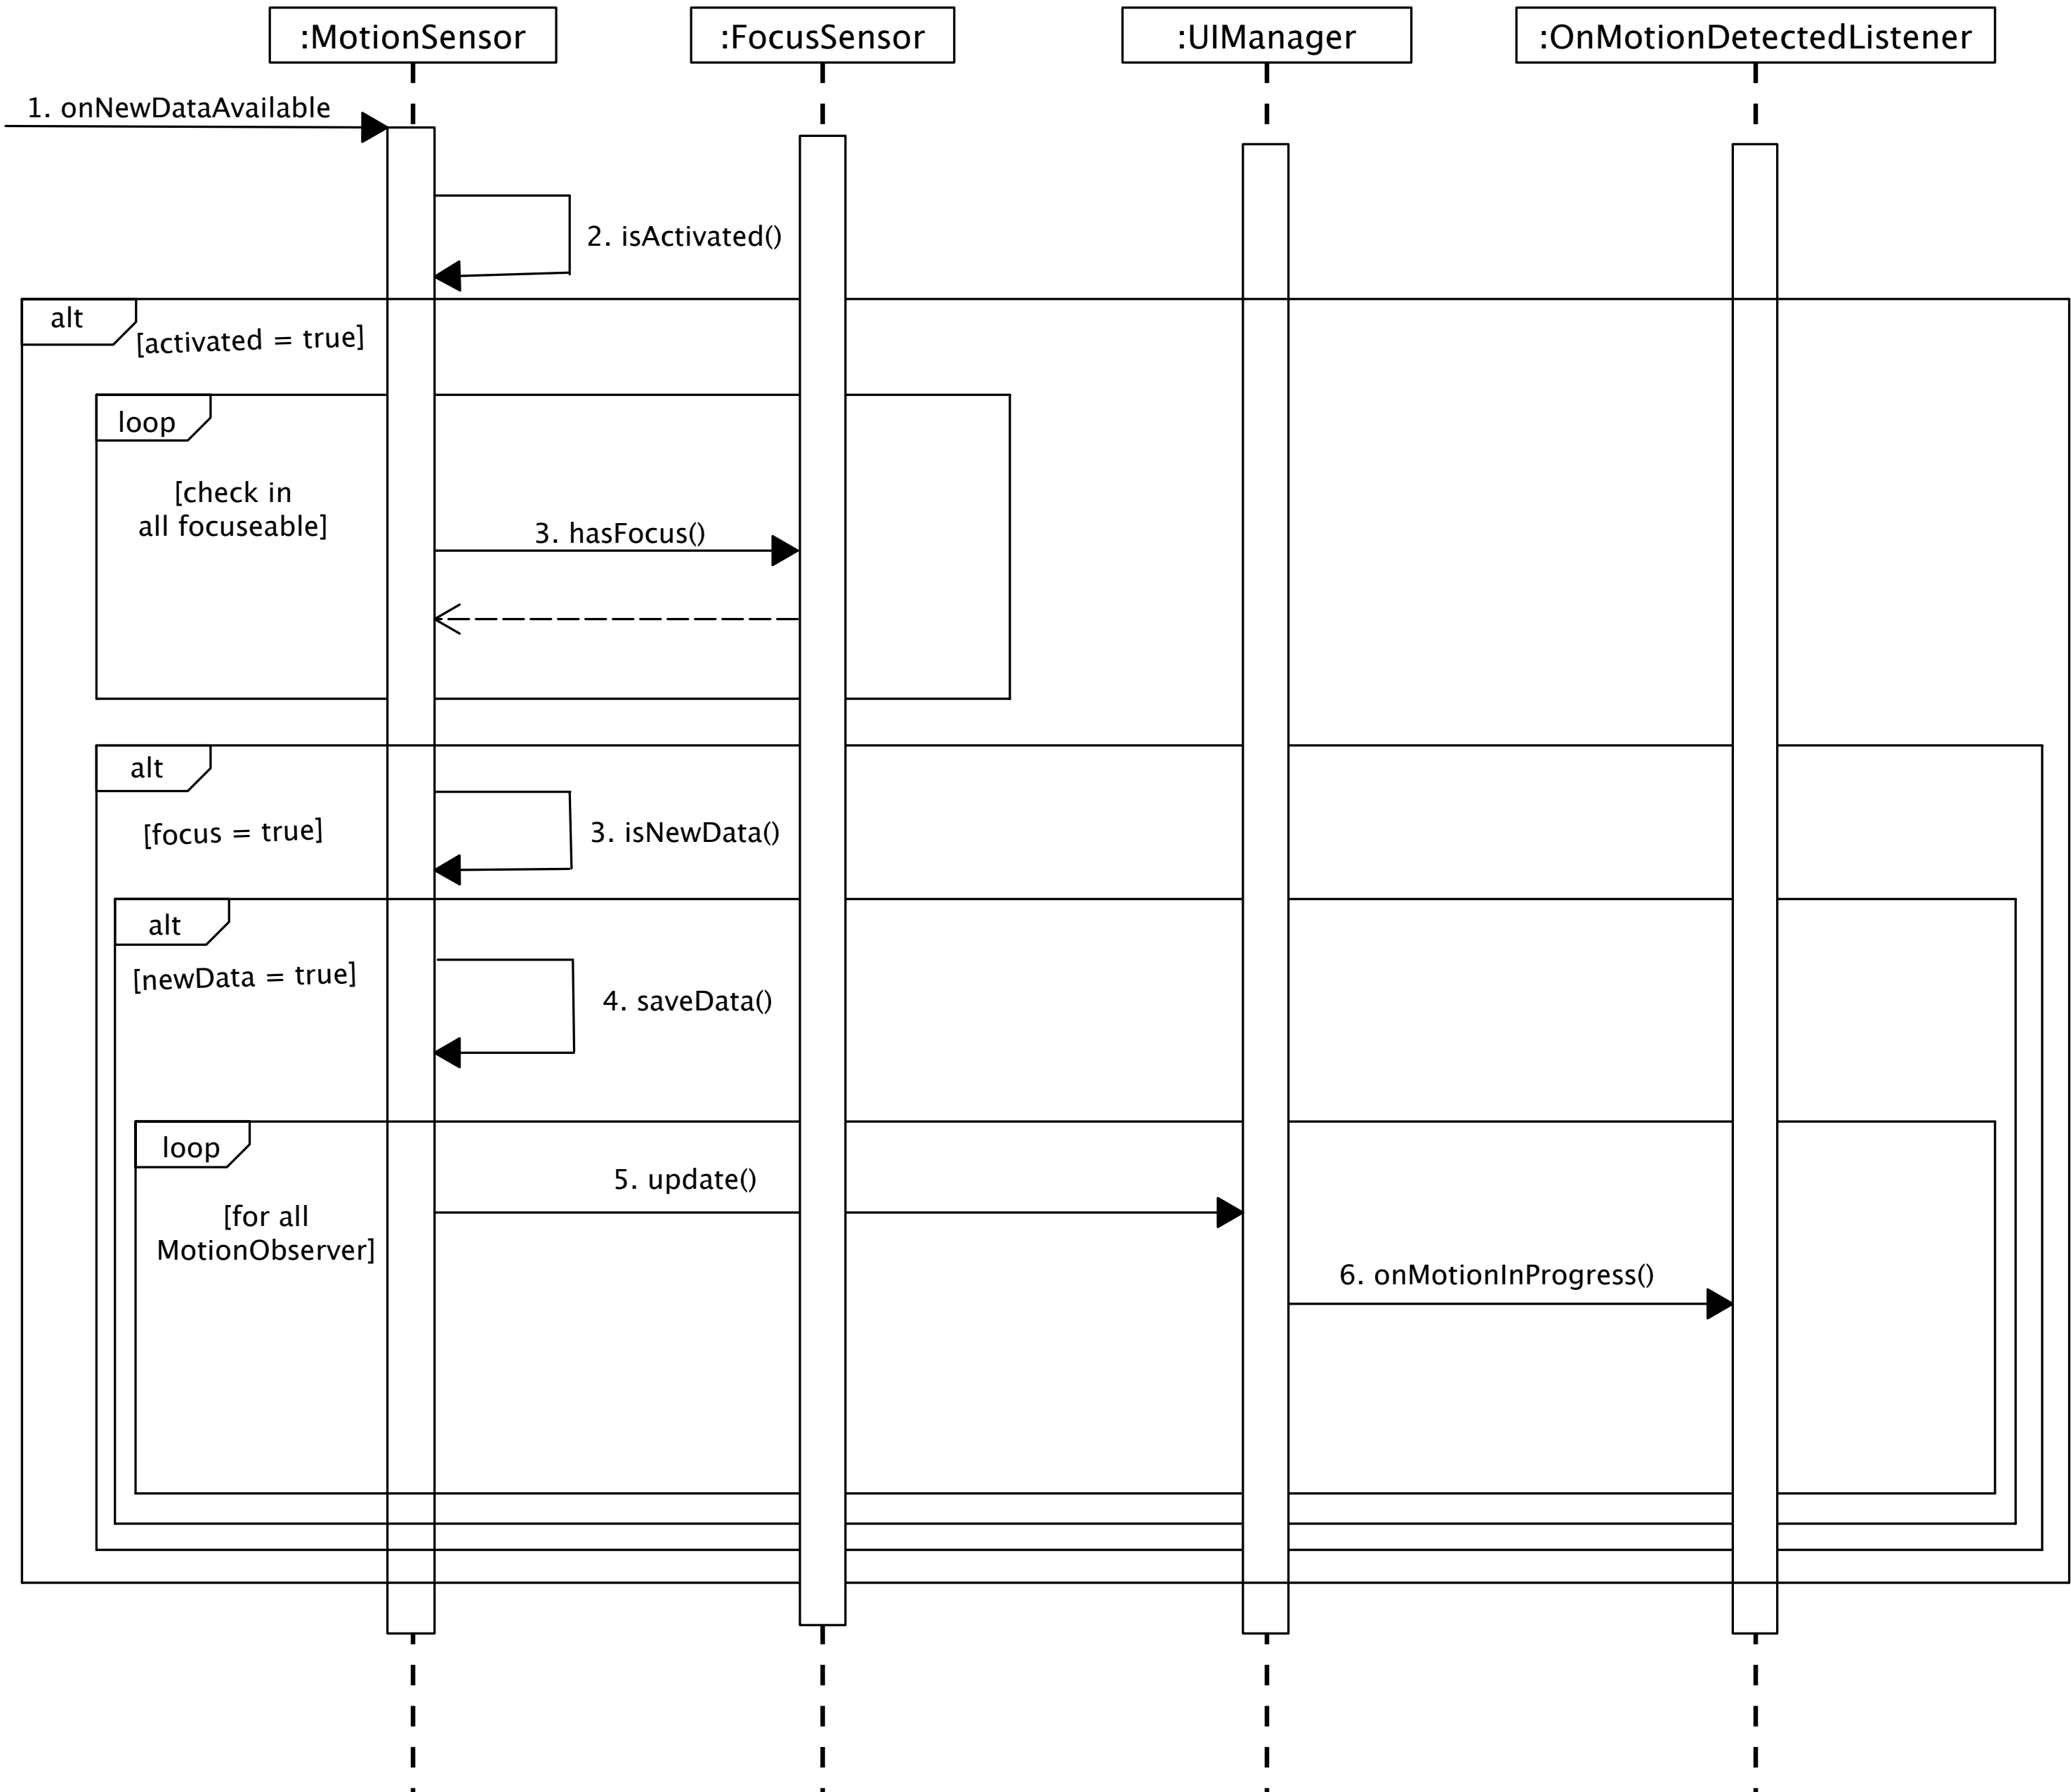 :MotionSensor
:FocusSensor
:UIManager
:OnMotionDetectedListener
1. onNewDataAvailable
2. isActivated()
alt
[activated = true]
loop
[check in
all focuseable]
3. hasFocus()
alt
[focus = true]
3. isNewData()
alt
[newData = true]
4. saveData()
loop
5. update()
[for all
MotionObserver]
6. onMotionInProgress()